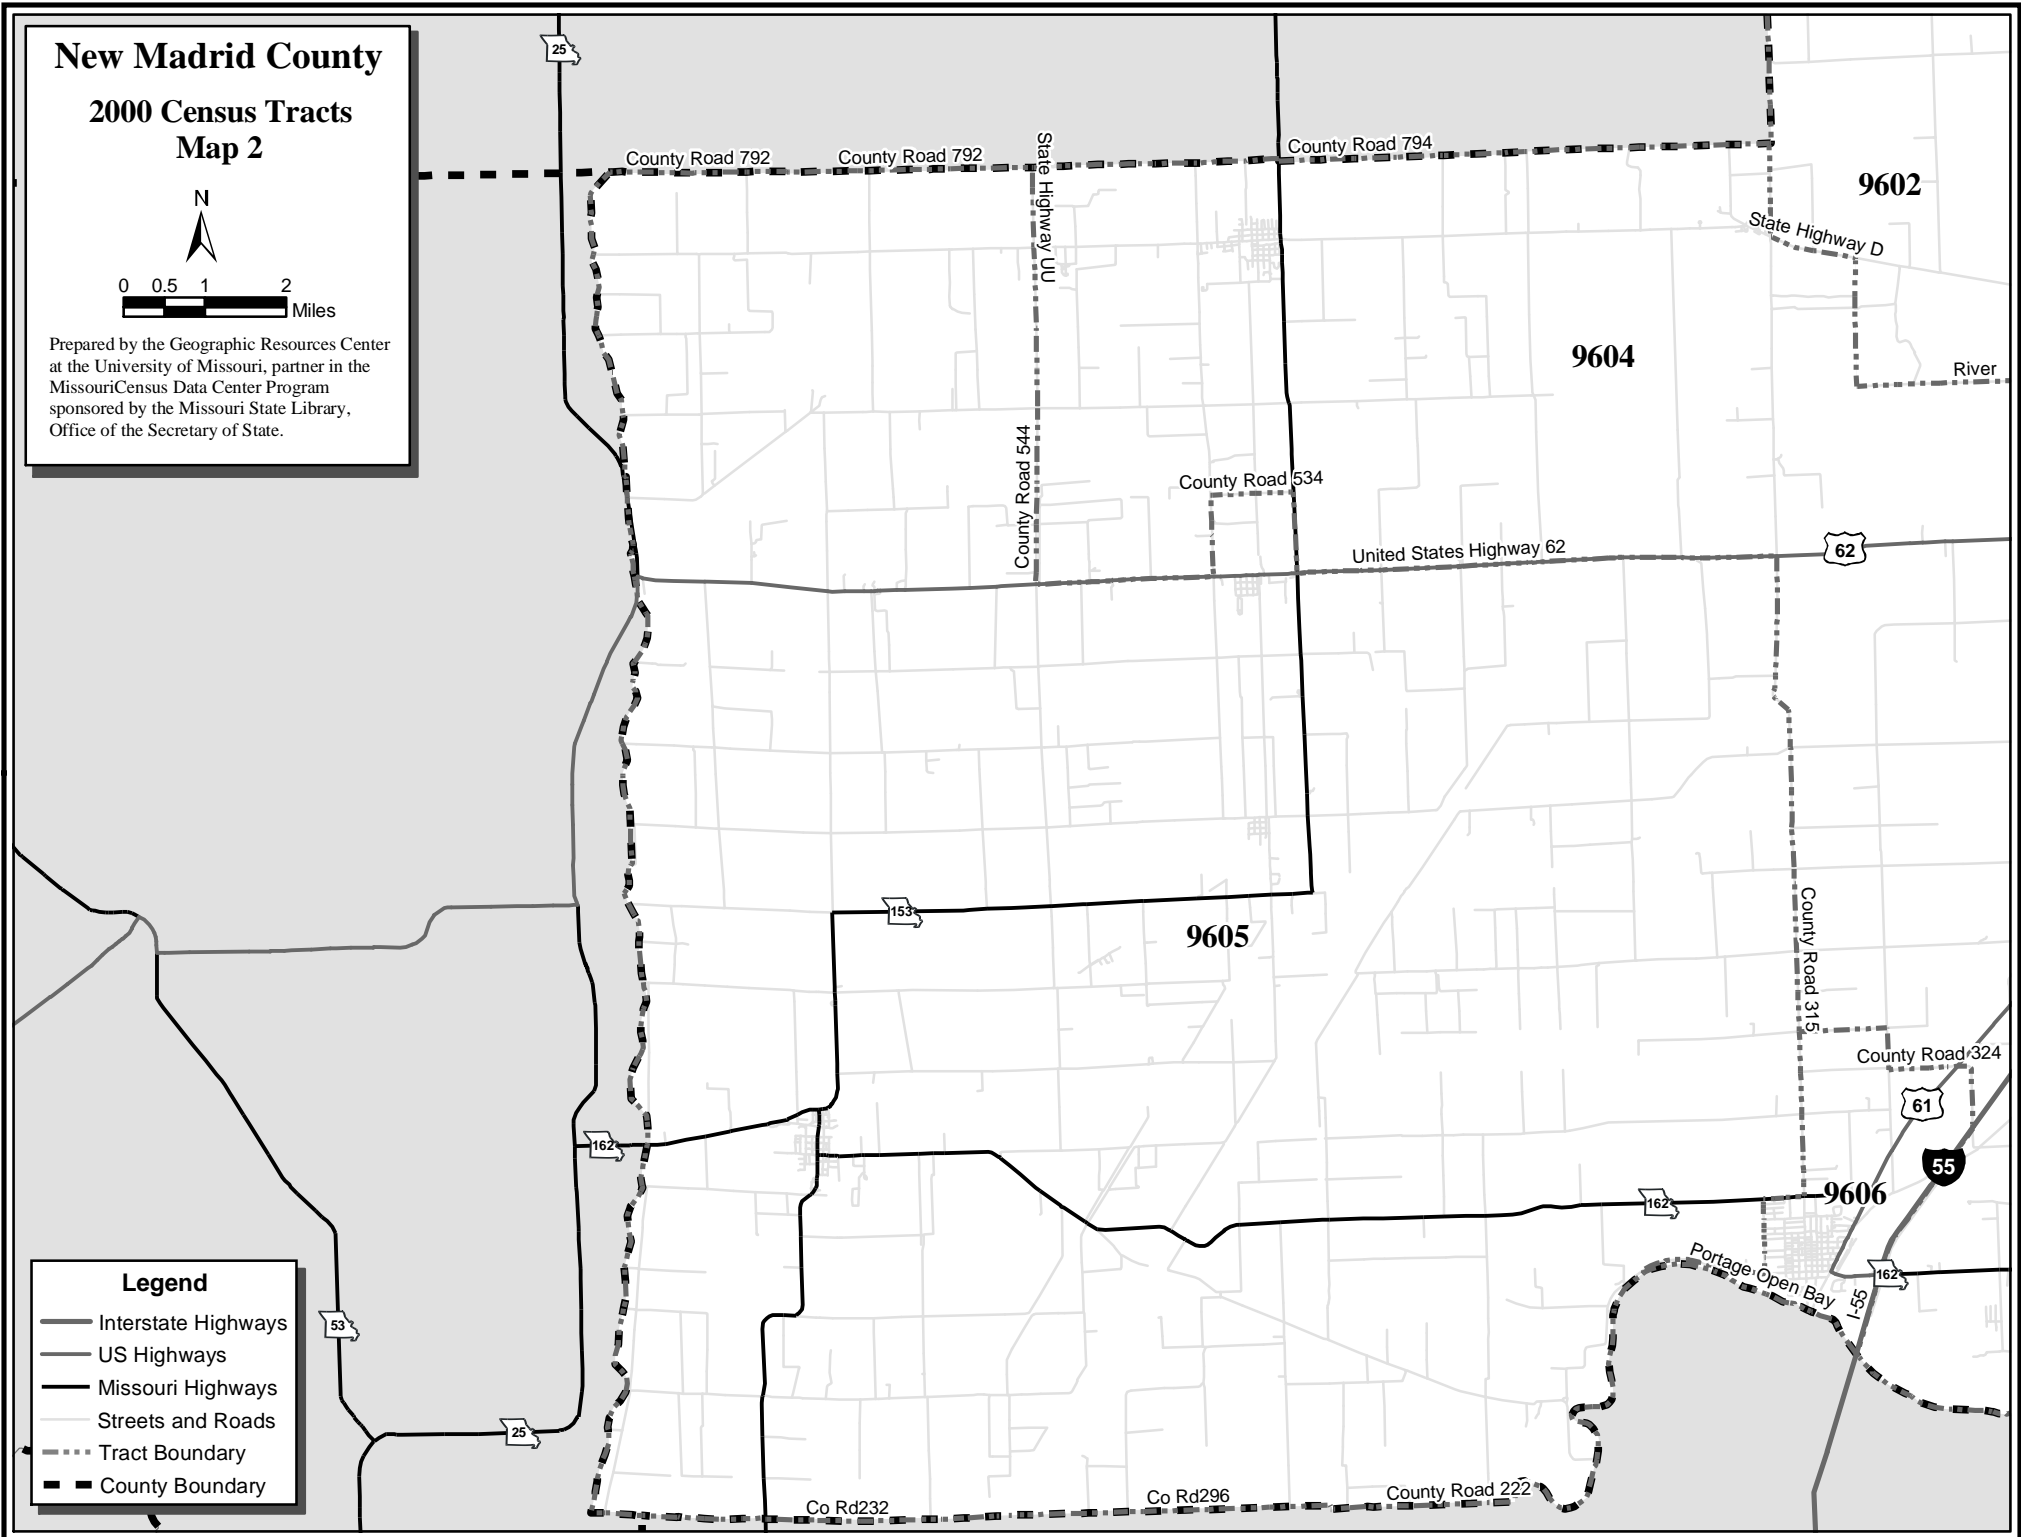 New Madrid County
2000 Census Tracts
Map 2
N
0 0.5 1 2
Miles
Prepared by the Geographic Resources Center
at the University of Missouri, partner in the
MissouriCensus Data Center Program
sponsored by the Missouri State Library,
Office of the Secretary of State.
25
County Road 792
County Road 792
State Highway UU
County Road 794
9602
State Highway D
9604
River
County Road 544
County Road 534
United States Highway 62
62
153
9605
County Road 315
County Road 324
61
55
162
162
9606
Portage Open Bay
162
I-55
53
25
Co Rd232
Co Rd296
County Road 222
Legend
Interstate Highways
US Highways
Missouri Highways
Streets and Roads
Tract Boundary
County Boundary